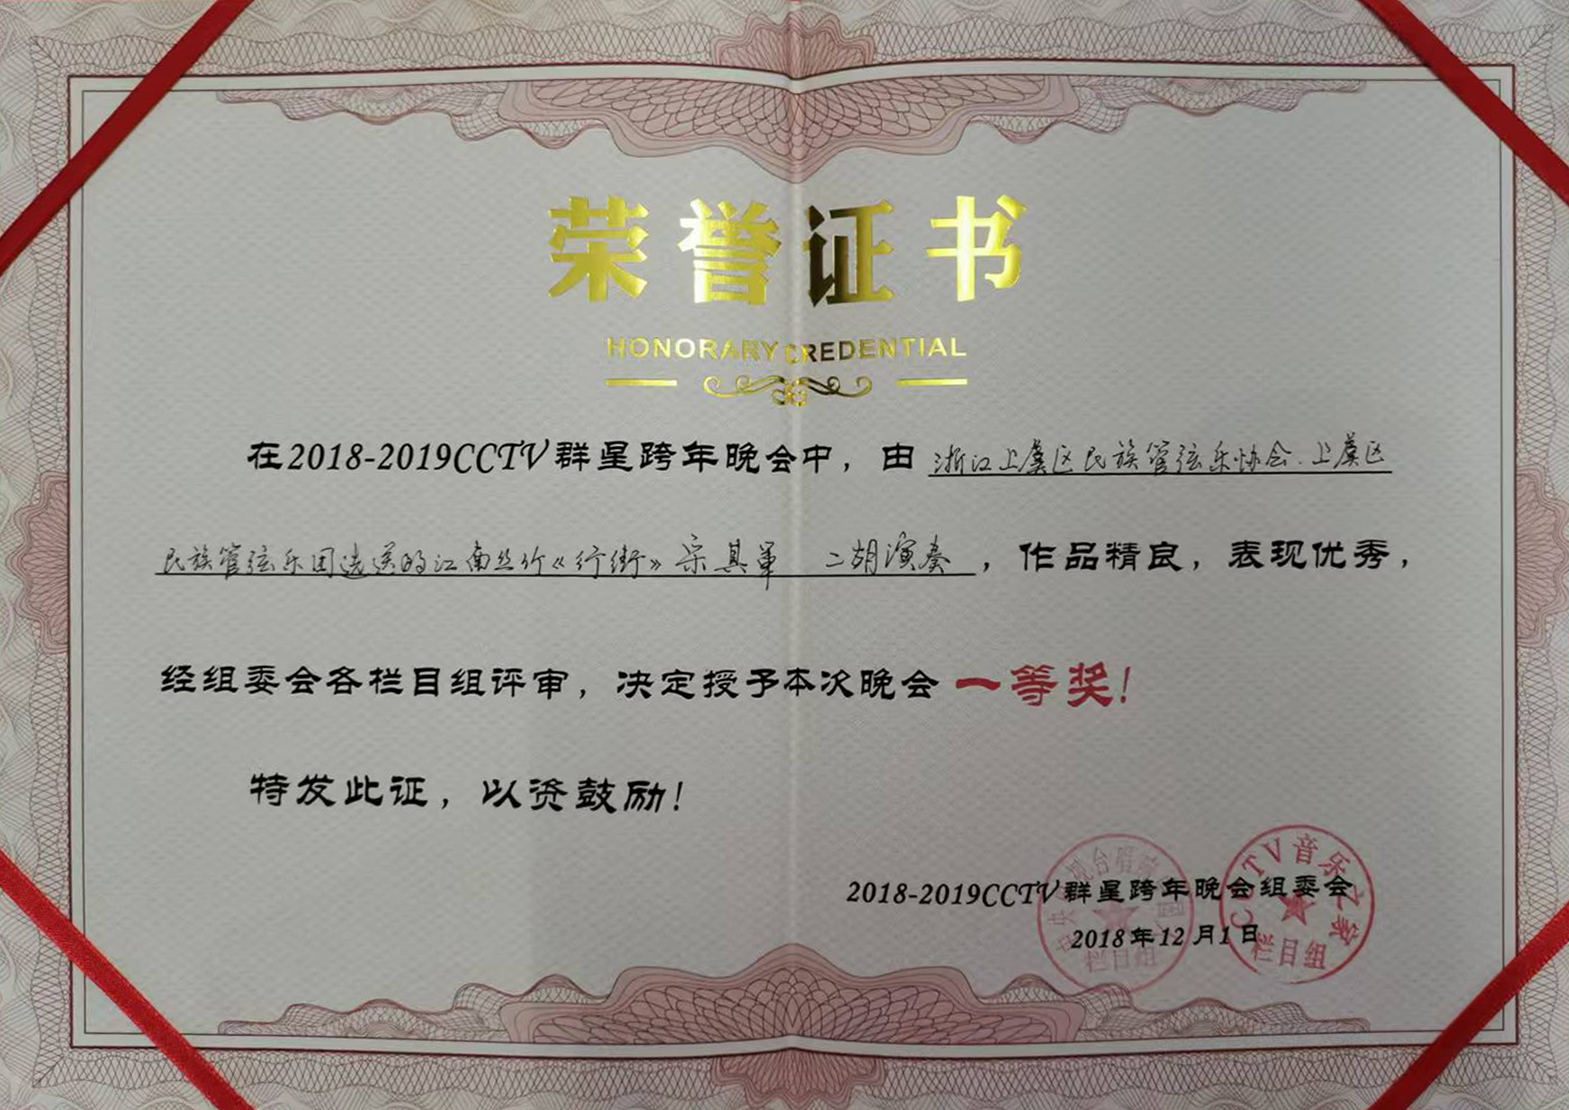 荣誉证书
HONORARY CREDENTIAL
在2018-2019CCTV群星跨年晚会中，由 浙江上虞区民族管弦乐协会、上虞区
民族管弦乐团选送的江南丝竹《行街》宗其军 二胡演奏，作品精良，表现优秀，
经组委会各栏目组评审，决定授予本次晚会 一等奖！
特发此证，以资鼓励！
2018-2019CCTV群星跨年晚会组委会
2018年12月1日
CCTV音乐之家
栏目组
栏目组